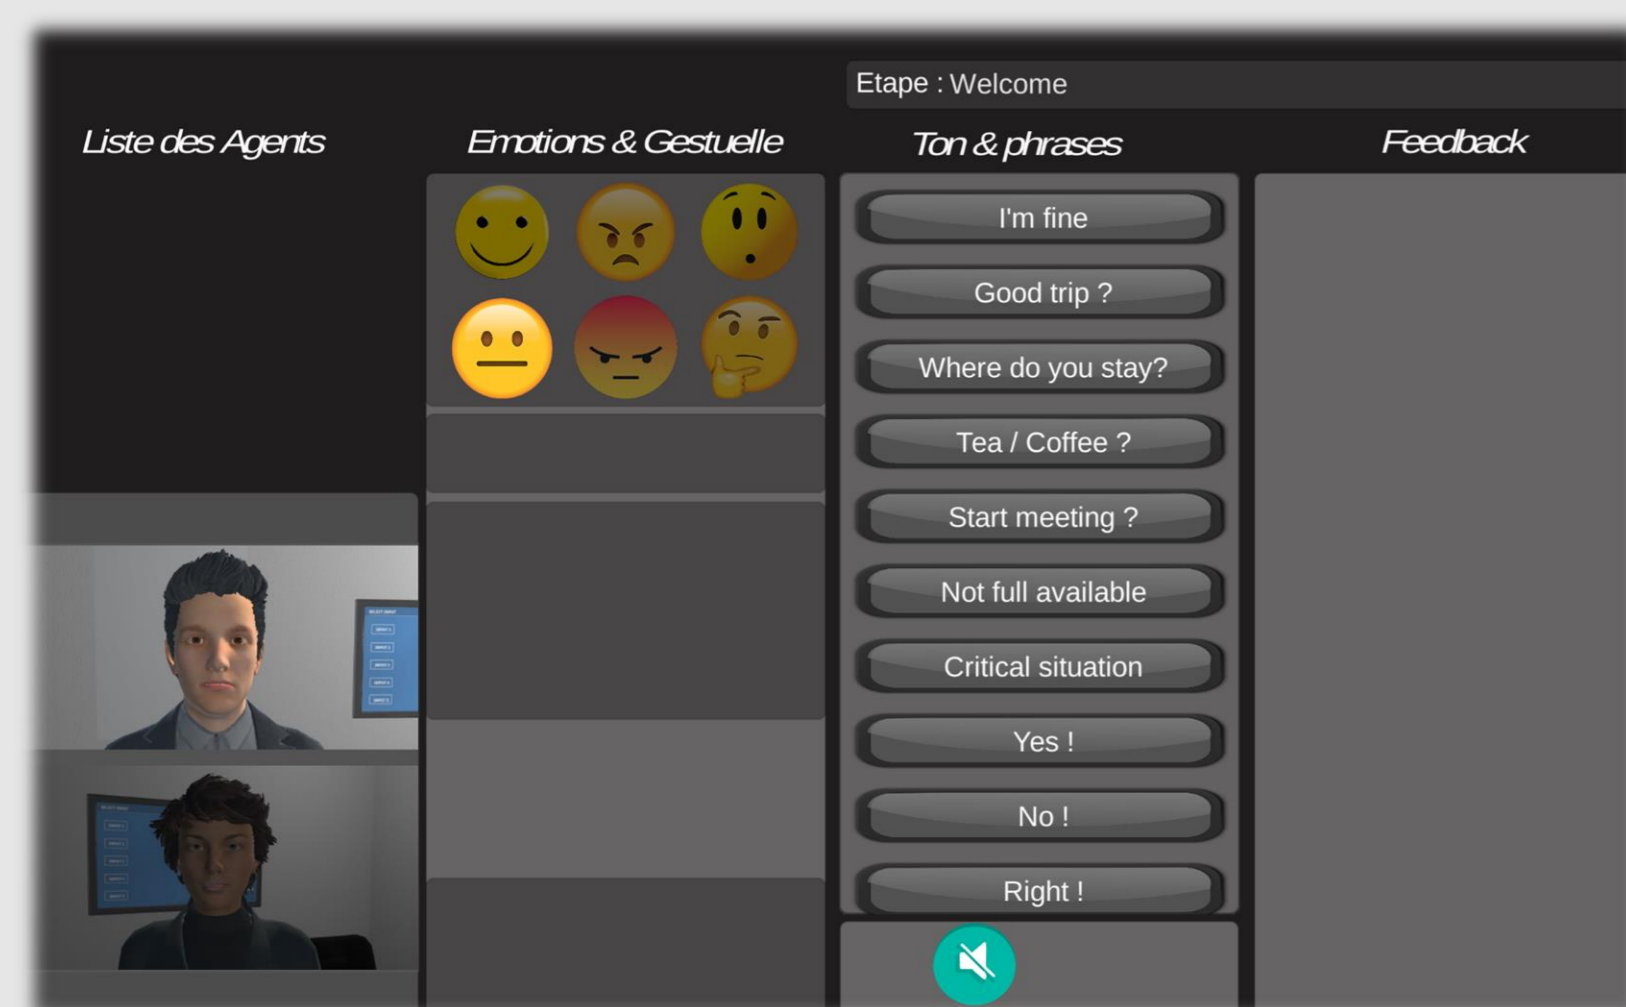 Etape : Welcome
Liste des Agents
Emotions & Gestuelle
Ton & phrases
Feedback
I'm fine
Good trip ?
Where do you stay?
Tea / Coffee ?
Start meeting ?
Not full available
Critical situation
Yes !
No !
Right !